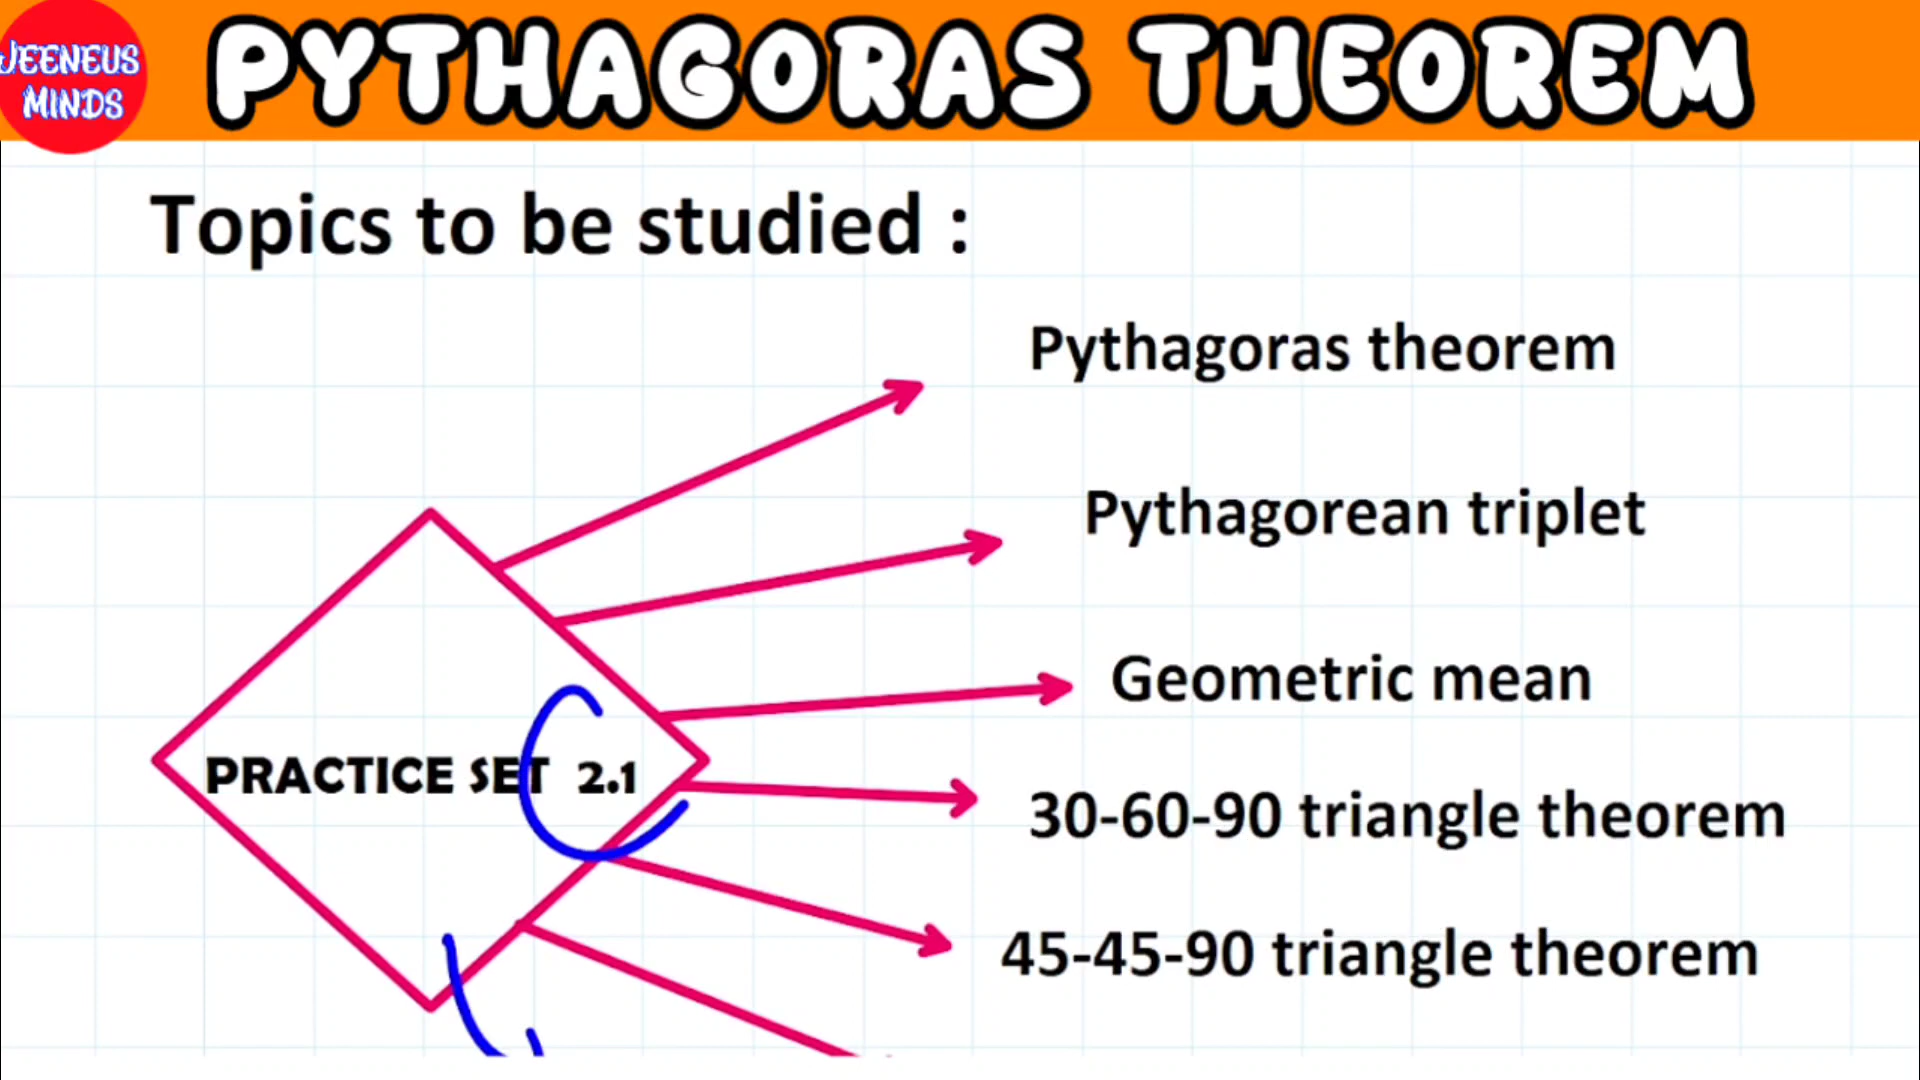 JEENEUS
MINDS
PYTHAGORAS THEOREM
Topics to be studied :
Pythagoras theorem
Pythagorean triplet
Geometric mean
PRACTICE SET 2.1
30-60-90 triangle theorem
45-45-90 triangle theorem